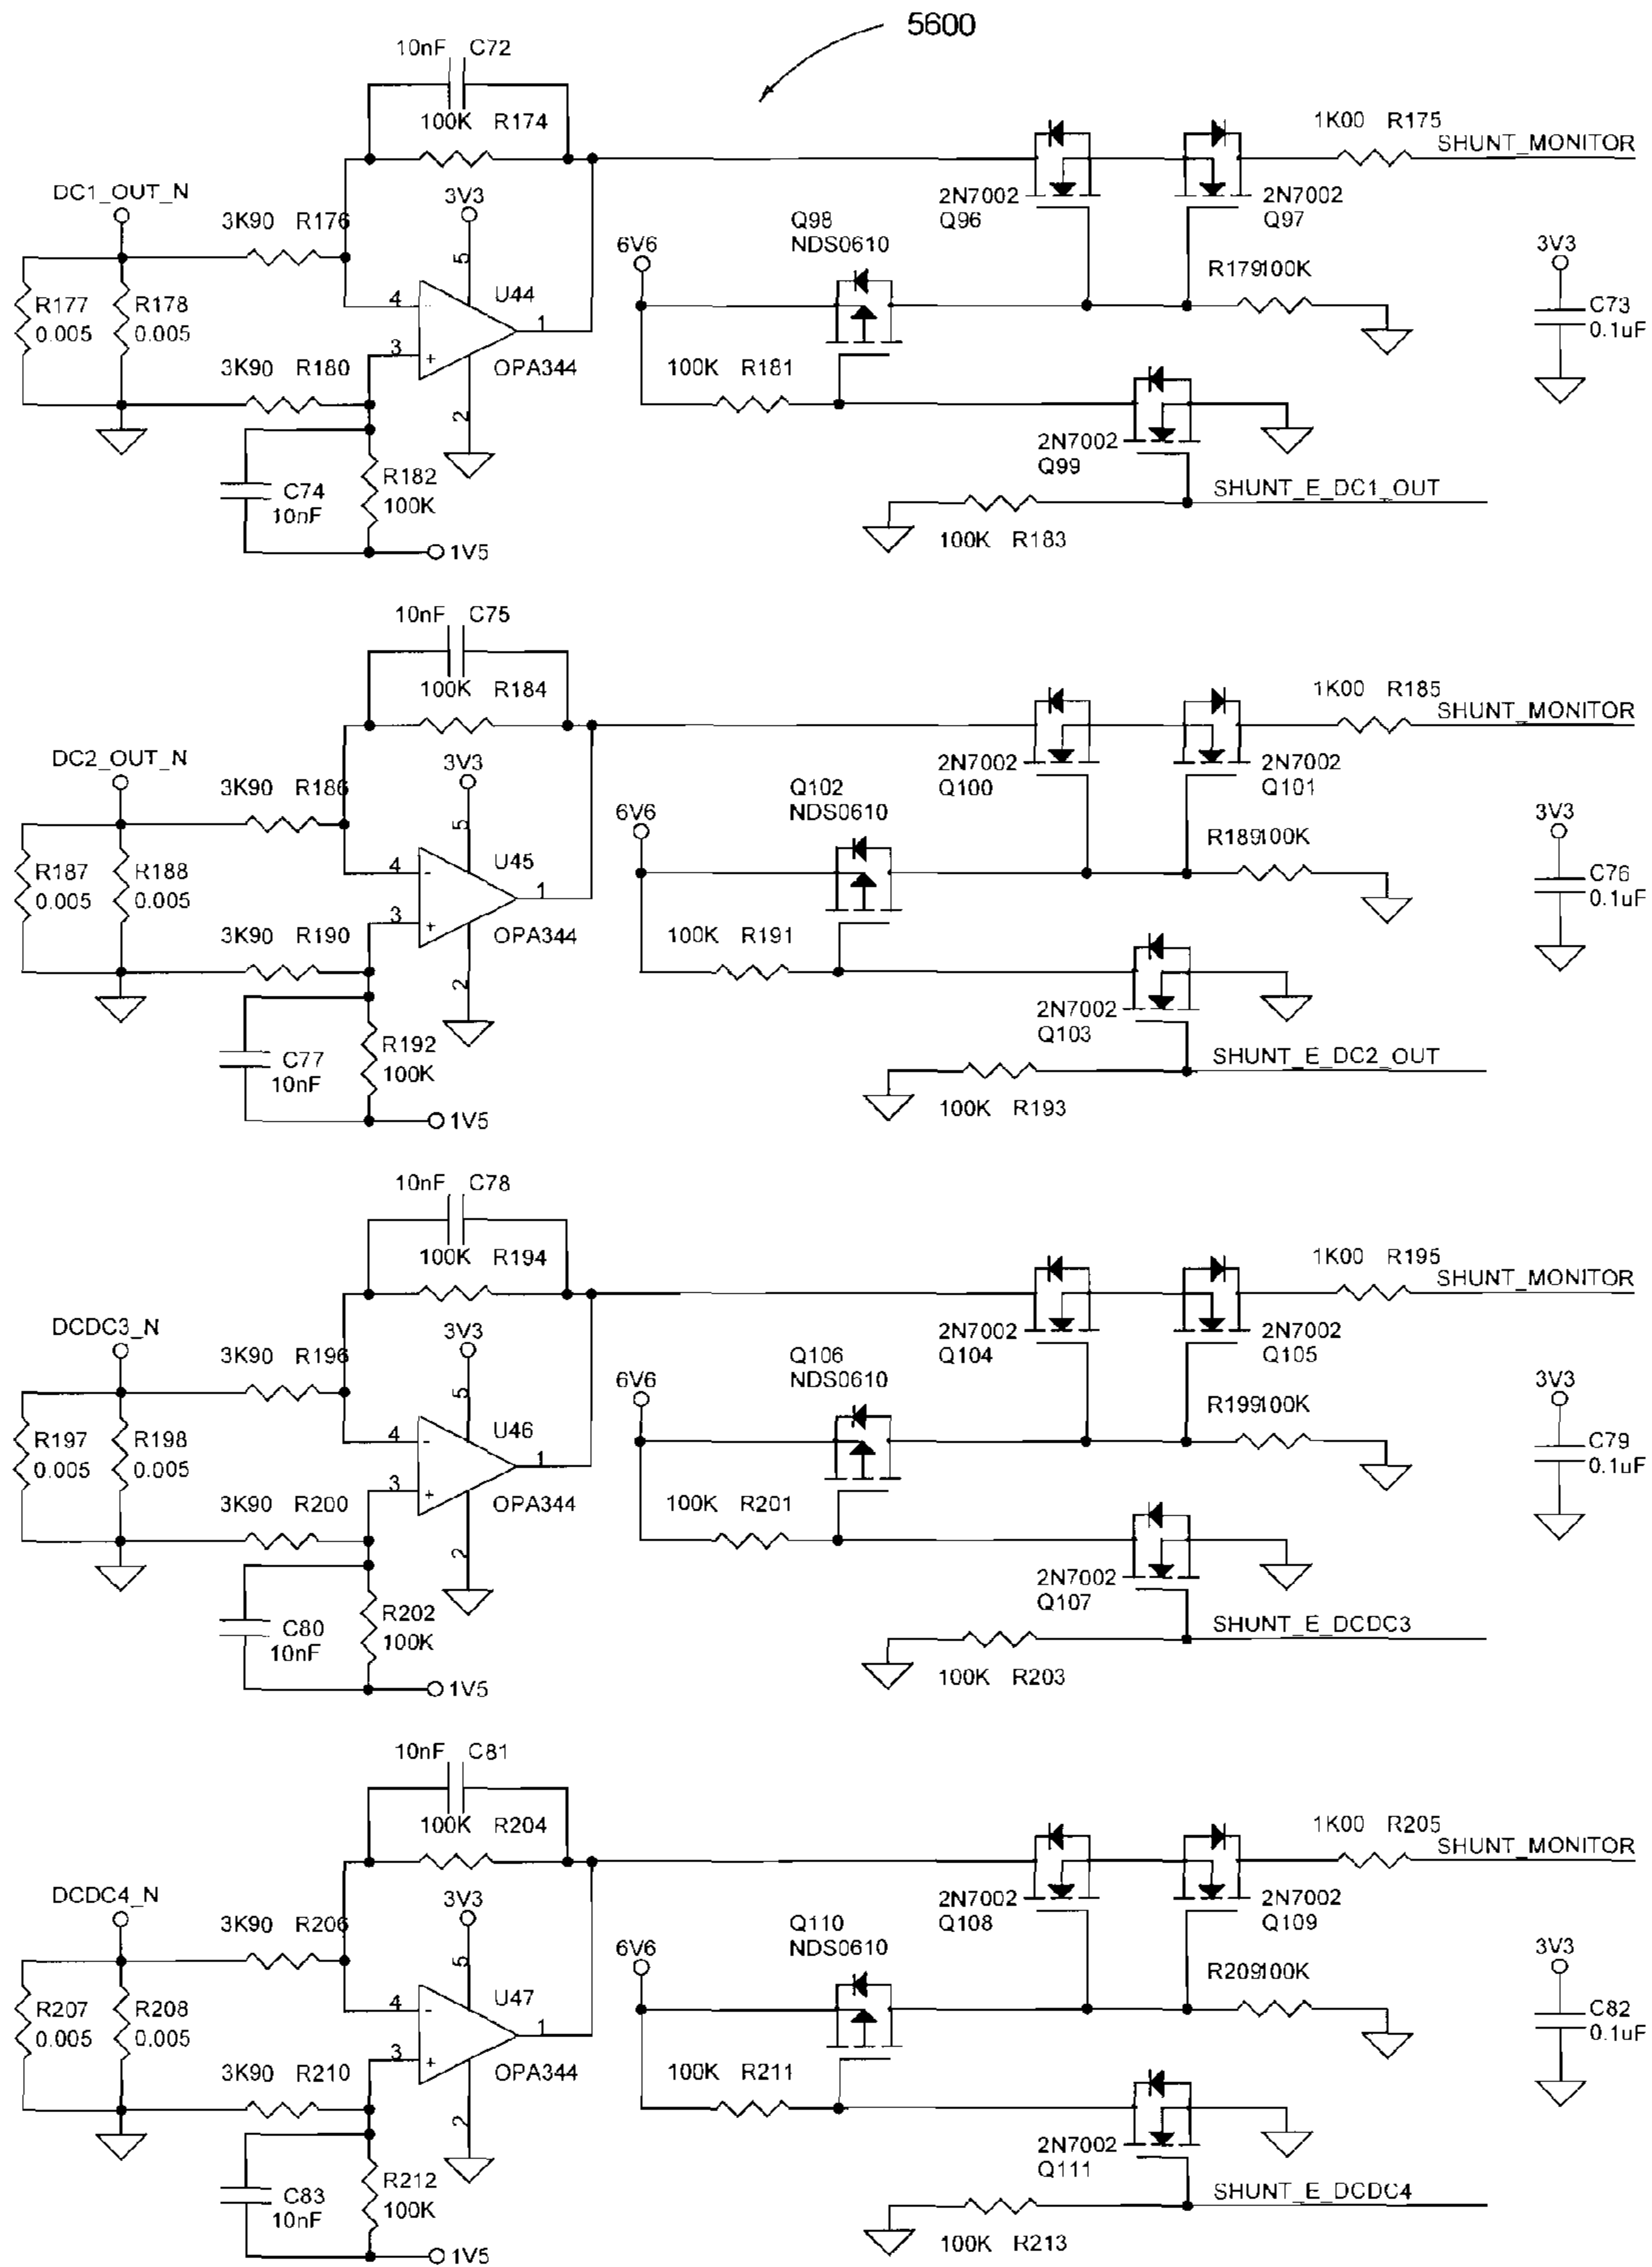 5600
10nF C72
100K R174
1K00 R175
SHUNT_MONITOR
DC1_OUT_N
3K90 R176
3V3
5
2N7002
Q96
2N7002
Q97
Q98
NDS0610
6V6
3V3
R179100K
R177
0.005
R178
0.005
4
-
U44
1
C73
0.1uF
3K90 R180
3
+
OPA344
100K R181
2
2N7002
Q99
R182
100K
C74
10nF
SHUNT_E_DC1_OUT
100K R183
1V5
10nF C75
100K R184
1K00 R185
SHUNT_MONITOR
DC2_OUT_N
3K90 R186
3V3
5
2N7002
Q100
2N7002
Q101
Q102
NDS0610
6V6
3V3
R189100K
R187
0.005
R188
0.005
4
-
U45
1
C76
0.1uF
3K90 R190
3
+
OPA344
100K R191
2
2N7002
Q103
R192
100K
C77
10nF
SHUNT_E_DC2_OUT
100K R193
1V5
10nF C78
100K R194
1K00 R195
SHUNT_MONITOR
DCDC3_N
3K90 R196
3V3
5
2N7002
Q104
2N7002
Q105
Q106
NDS0610
6V6
3V3
R199100K
R197
0.005
R198
0.005
4
-
U46
1
C79
0.1uF
3K90 R200
3
+
OPA344
100K R201
2
2N7002
Q107
R202
100K
C80
10nF
SHUNT_E_DCDC3
100K R203
1V5
10nF C81
100K R204
1K00 R205
SHUNT_MONITOR
DCDC4_N
3K90 R206
3V3
5
2N7002
Q108
2N7002
Q109
Q110
NDS0610
6V6
3V3
R209100K
R207
0.005
R208
0.005
4
-
U47
1
C82
0.1uF
3K90 R210
3
+
OPA344
100K R211
2
2N7002
Q111
R212
100K
C83
10nF
SHUNT_E_DCDC4
100K R213
1V5